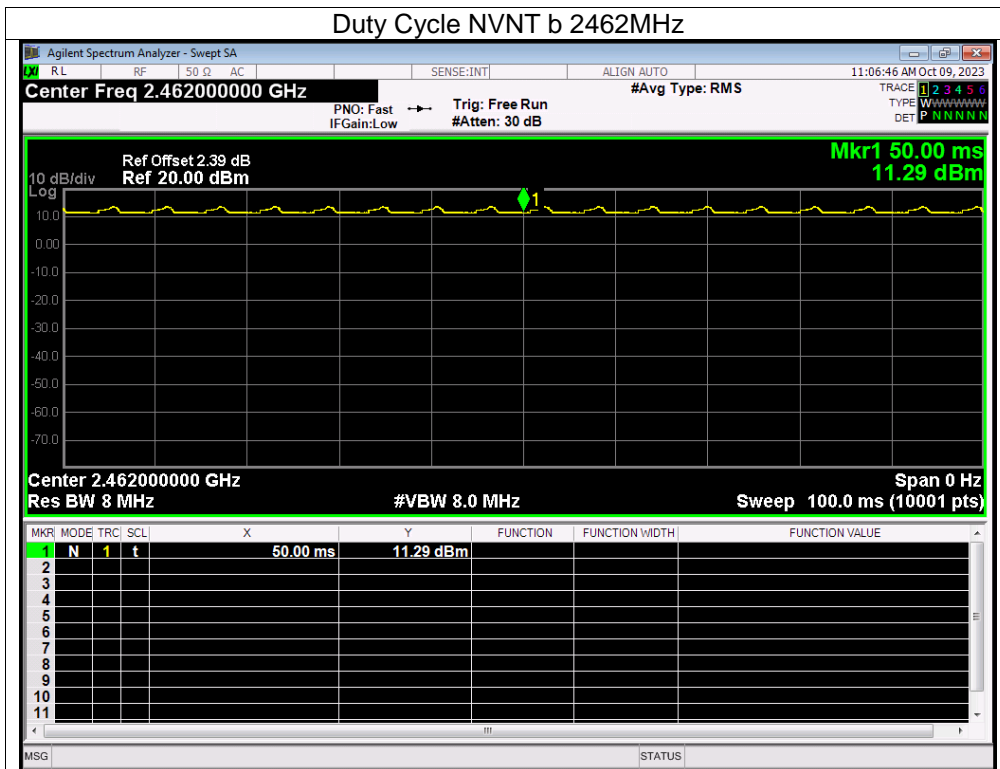 Duty Cycle NVNT b 2462MHz
Agilent Spectrum Analyzer - Swept SA
LXI RL RF 50 Ω AC SENSE:INT ALIGN AUTO 11:06:46 AM Oct 09, 2023
Center Freq 2.462000000 GHz #Avg Type: RMS TRACE 1 2 3 4 5 6
PNO: Fast Trig: Free Run TYPE WWWWWW
IFGain:Low #Atten: 30 dB DET P N N N N N
Mkr1 50.00 ms
Ref Offset 2.39 dB
10 dB/div Ref 20.00 dBm 11.29 dBm
Log
1
10.0
0.00
-10.0
-20.0
-30.0
-40.0
-50.0
-60.0
-70.0
Center 2.462000000 GHz Span 0 Hz
Res BW 8 MHz #VBW 8.0 MHz Sweep 100.0 ms (10001 pts)
MKR MODE TRC SCL X Y FUNCTION FUNCTION WIDTH FUNCTION VALUE
1 N 1 t 50.00 ms 11.29 dBm
2
3
4
5
6
7
8
9
10
11
MSG STATUS